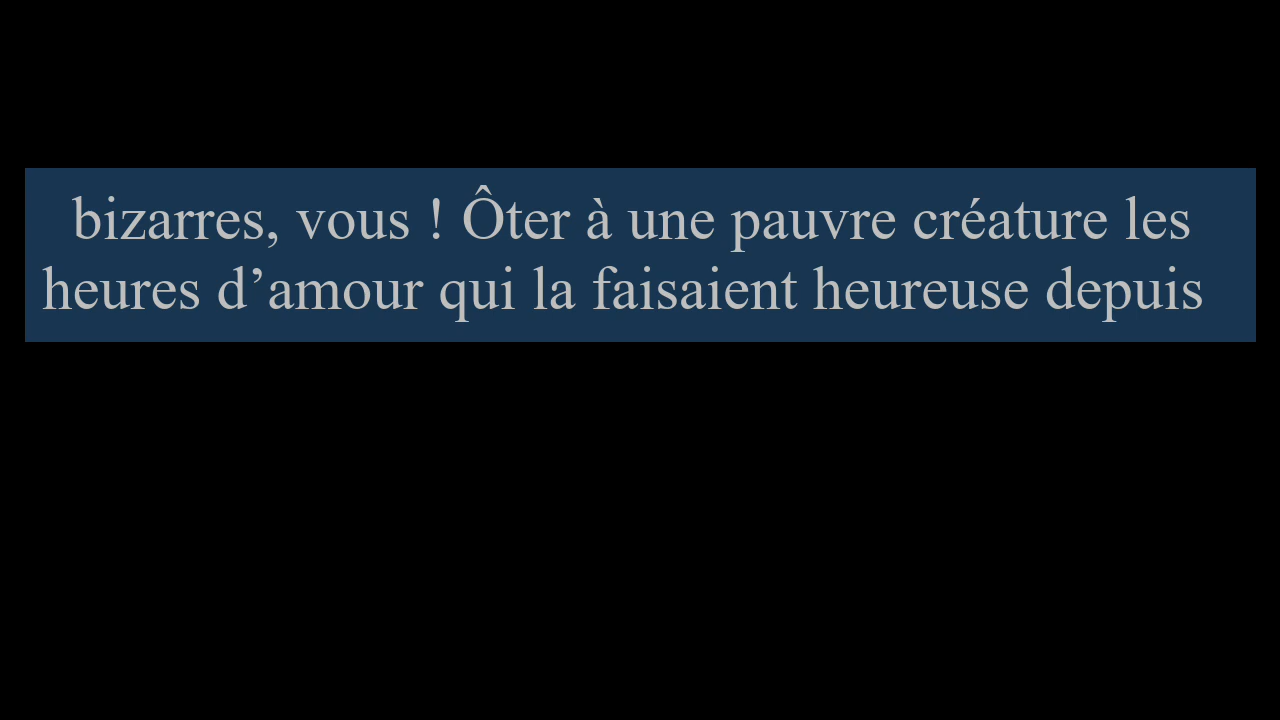 bizarres, vous ! Ôter à une pauvre créature les
heures d’amour qui la faisaient heureuse depuis